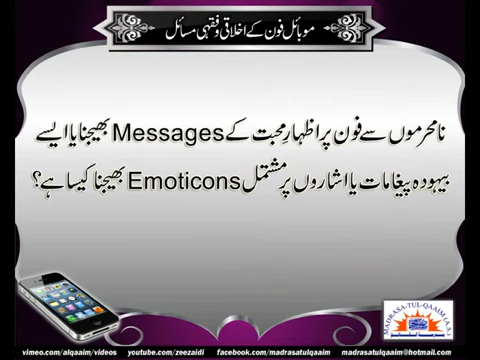 موبائل فون کے اخلاقی و فقہی مسائل
نامحرموں سے فون پر اظہارِ محبت کے Messages بھیجنا یا ایسے
بیہودہ پیغامات یا اشاروں پر مشتمل Emoticons بھیجنا کیسا ہے؟
MADRASA-TUL-QAAIM (A.S.)
vimeo.com/alqaaim/videos youtube.com/zeezaidi facebook.com/madrasatulqaaim madrasatulqaaim@hotmail.com